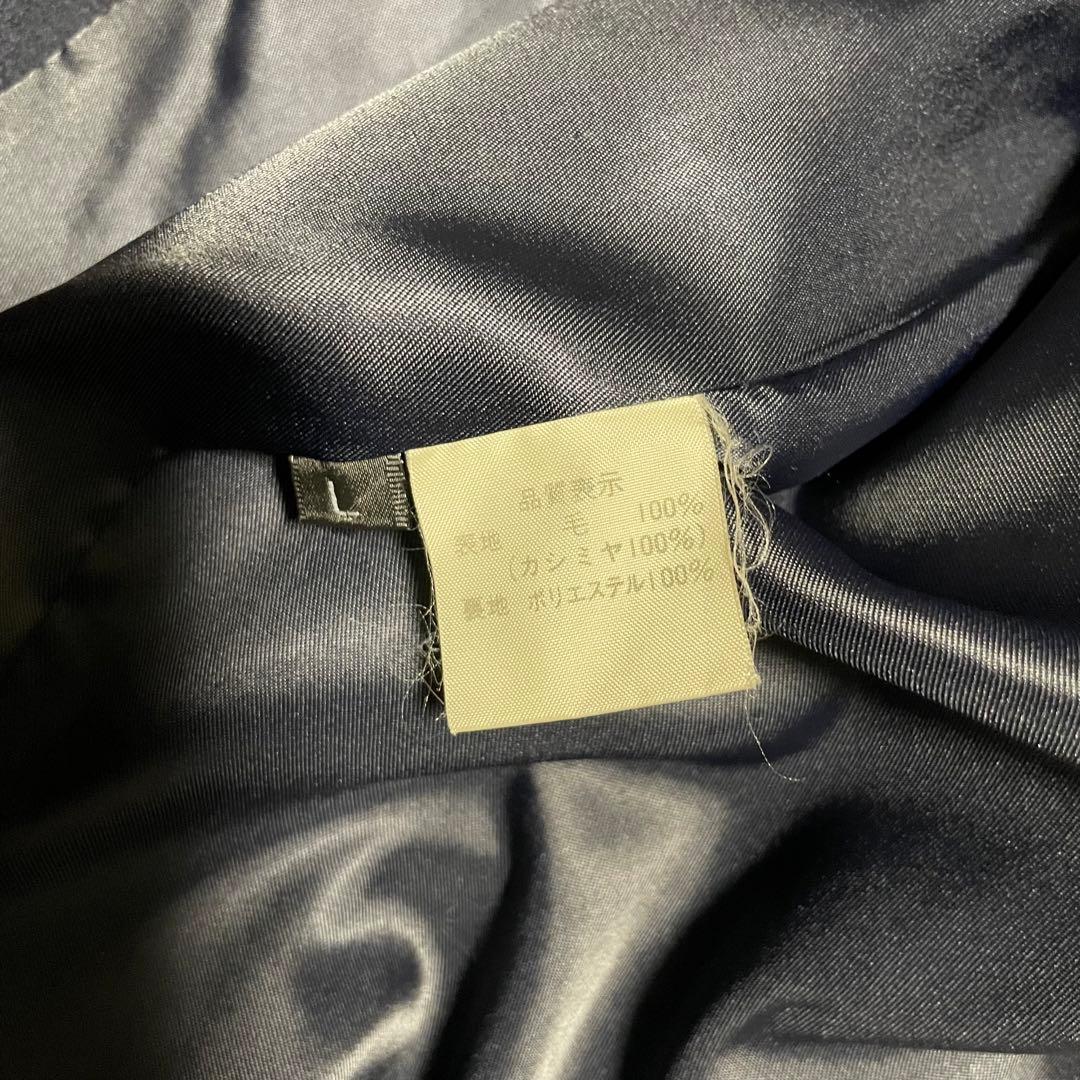 L
品質表示
表地 毛 100%
(カシミヤ100%)
裏地 ポリエステル100%